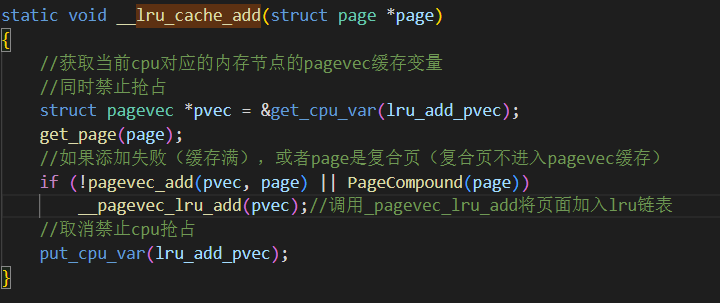 static void __lru_cache_add(struct page *page)
{
    //获取当前cpu对应的内存节点的pagevec缓存变量
    //同时禁止抢占
    struct pagevec *pvec = &get_cpu_var(lru_add_pvec);
    get_page(page);
    //如果添加失败（缓存满），或者page是复合页（复合页不进入pagevec缓存）
    if (!pagevec_add(pvec, page) || PageCompound(page))
        __pagevec_lru_add(pvec);//调用_pagevec_lru_add将页面加入lru链表
    //取消禁止cpu抢占
    put_cpu_var(lru_add_pvec);
}